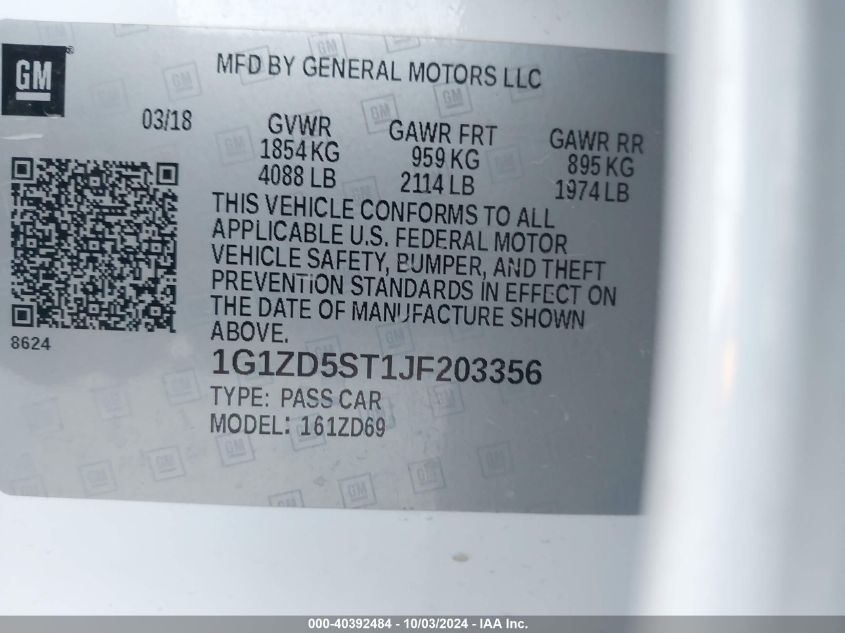 GM
MFD BY GENERAL MOTORS LLC
03/18
GVWR
1854 KG
4088 LB
GAWR FRT
959 KG
2114 LB
GAWR RR
895 KG
1974 LB
THIS VEHICLE CONFORMS TO ALL
APPLICABLE U.S. FEDERAL MOTOR
VEHICLE SAFETY, BUMPER, AND THEFT
PREVENTION STANDARDS IN EFFECT ON
THE DATE OF MANUFACTURE SHOWN
ABOVE.
8624
1G1ZD5ST1JF203356
TYPE: PASS CAR
MODEL: 161ZD69
000-40392484 - 10/03/2024 - IAA Inc.